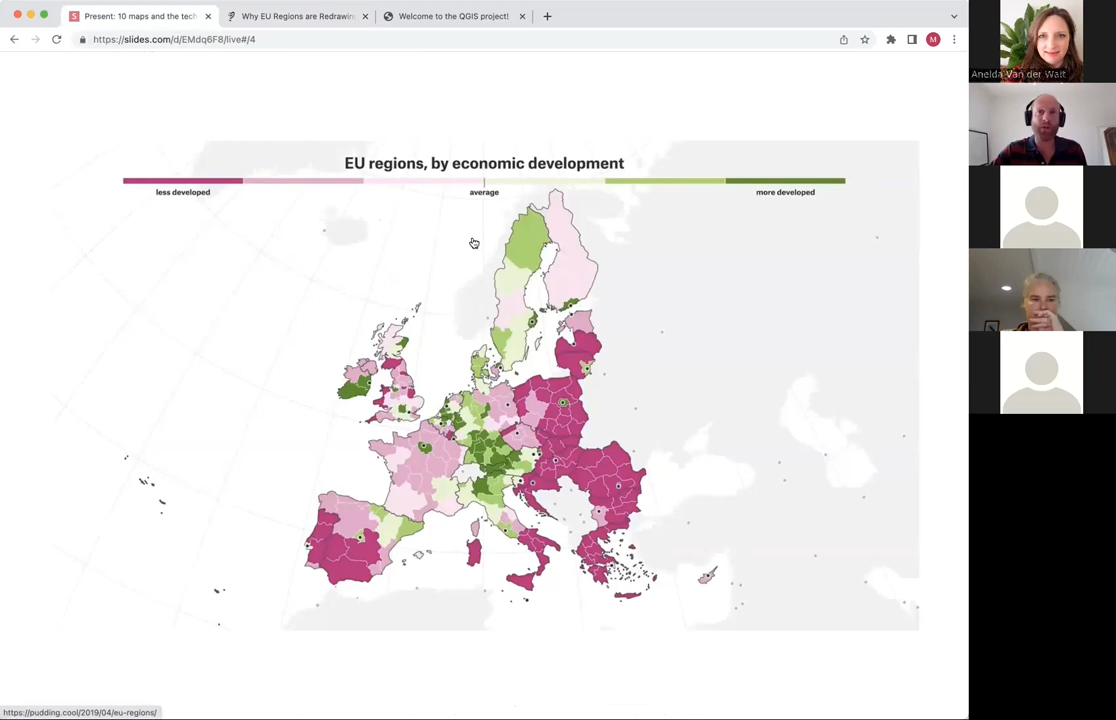 Present: 10 maps and the tech
Why EU Regions are Redrawin
Welcome to the QGIS project!
https://slides.com/d/EMdq6F8/live#/4
M
Anelda Van der Walt
EU regions, by economic development
less developed
average
more developed
https://pudding.cool/2019/04/eu-regions/